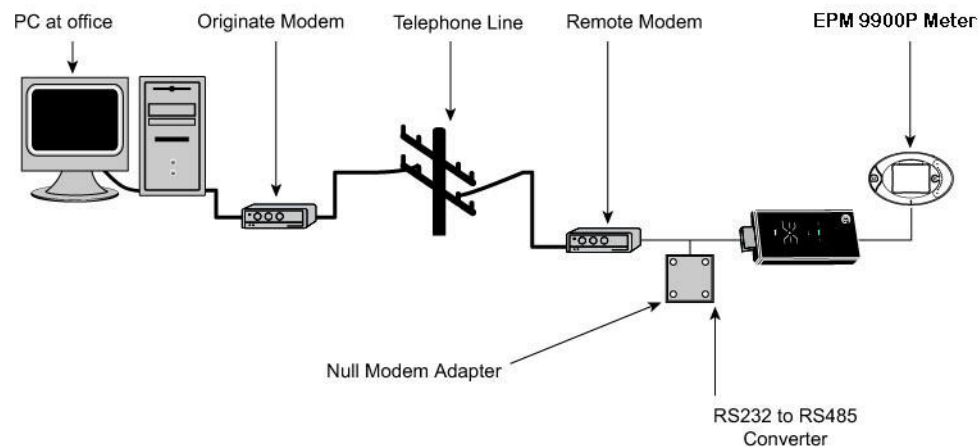 PC at office
Originate Modem
Telephone Line
Remote Modem
EPM 9900P Meter
Null Modem Adapter
RS232 to RS485
Converter